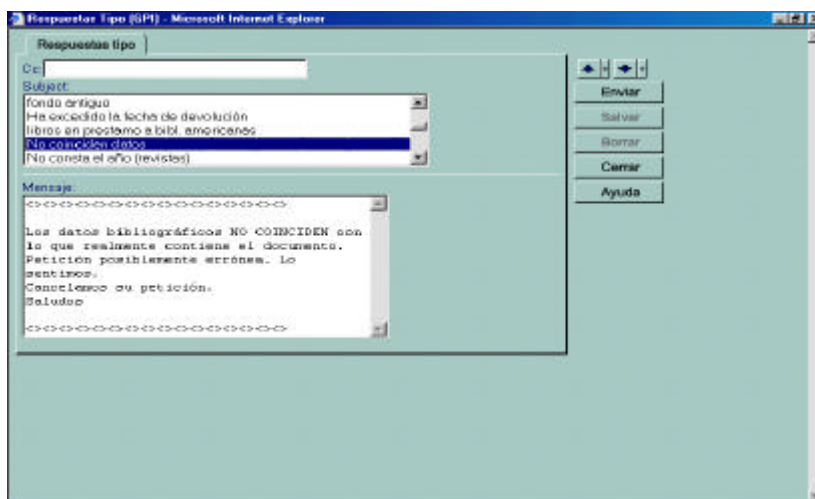 Respuestas Tipo (GPI) - Microsoft Internet Explorer
Respuestas tipo
Cc:
Subject:
fondo antiguo
Ha excedido la fecha de devolución
libros en prestamo a bibl. americanas
No coinciden datos
No consta el año (revistas)
Mensaje:
<><><><><><><><><><><><><><><><>
Los datos bibliográficos NO COINCIDEN con
lo que realmente contiene el documento.
Petición posiblemente errónea. Lo
sentimos.
Cancelamos su petición.
Saludos
<><><><><><><><><><><><><><><><>
Enviar
Salvar
Borrar
Cerrar
Ayuda